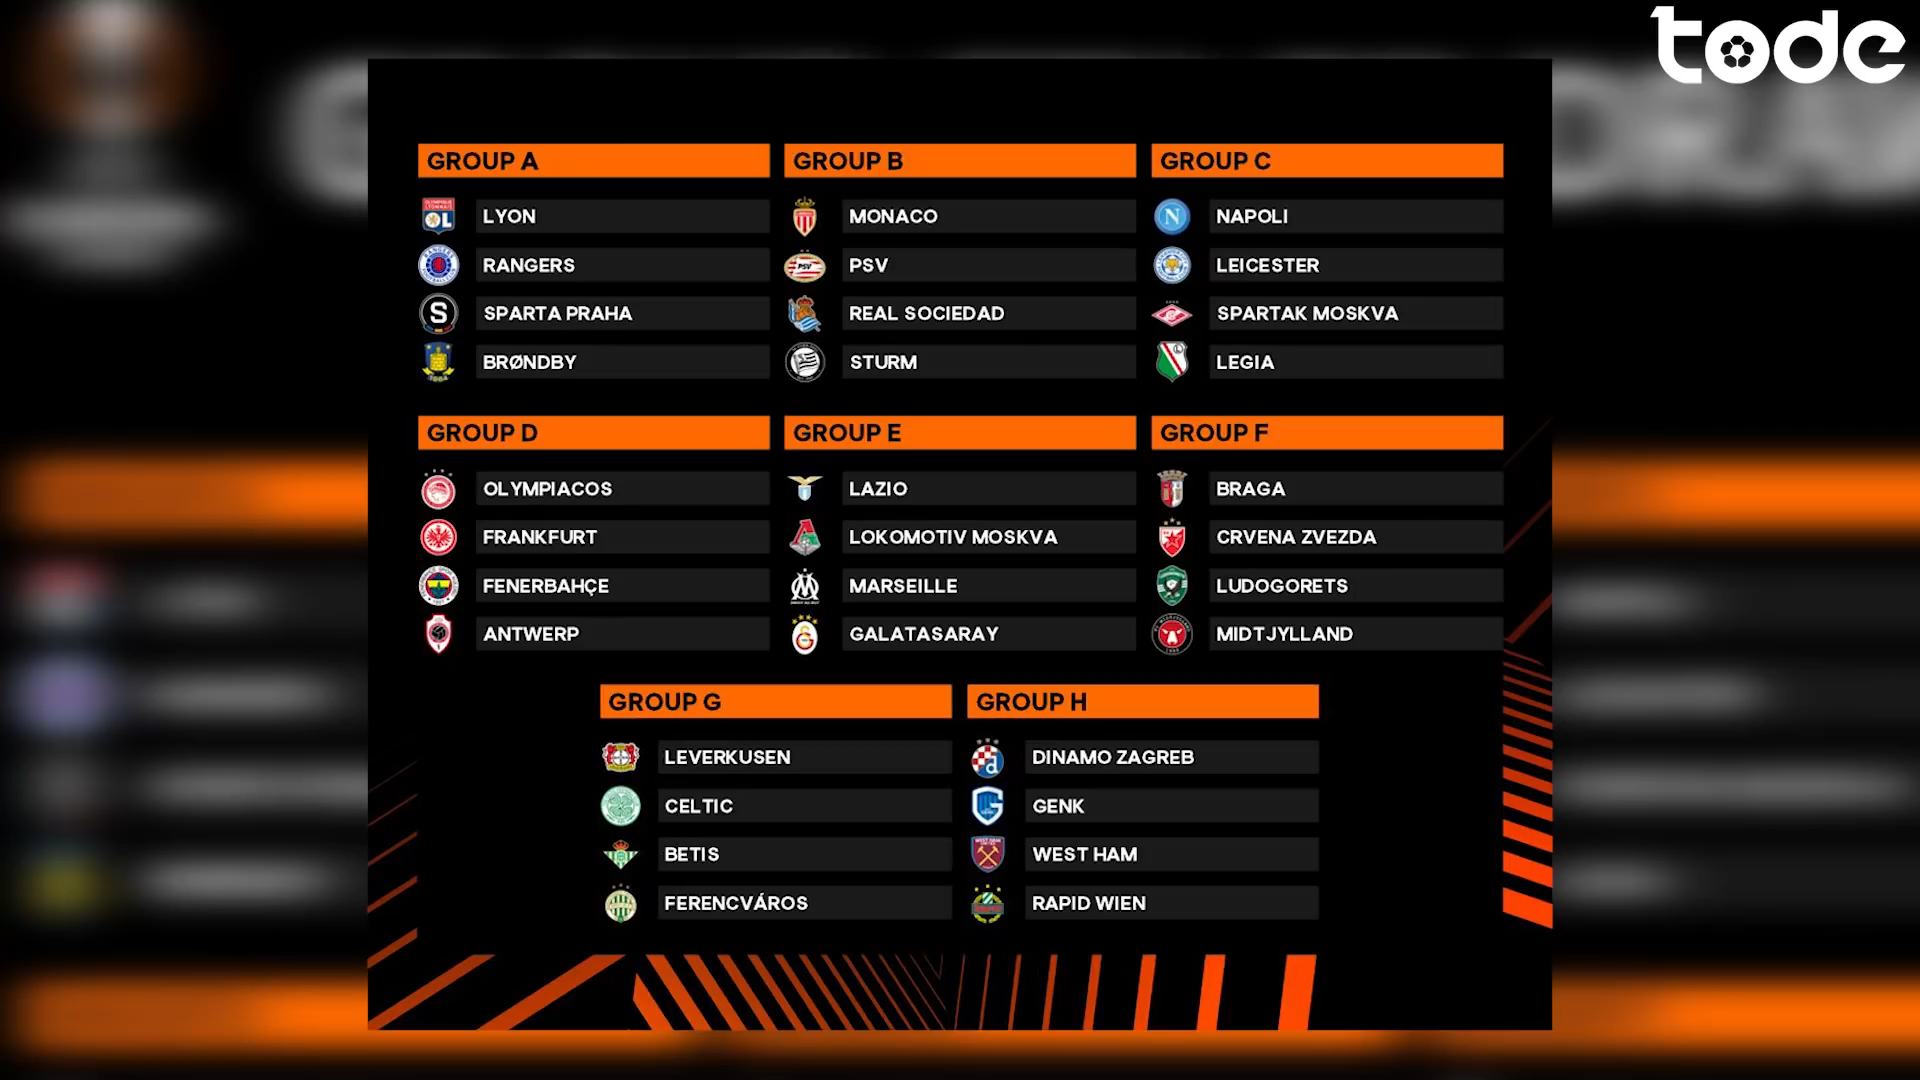 tode
GROUP A
LYON
RANGERS
SPARTA PRAHA
BRØNDBY
GROUP B
MONACO
PSV
REAL SOCIEDAD
STURM
GROUP C
NAPOLI
LEICESTER
SPARTAK MOSKVA
LEGIA
GROUP D
OLYMPIACOS
FRANKFURT
FENERBAHÇE
ANTWERP
GROUP E
LAZIO
LOKOMOTIV MOSKVA
MARSEILLE
GALATASARAY
GROUP F
BRAGA
CRVENA ZVEZDA
LUDOGORETS
MIDTJYLLAND
GROUP G
LEVERKUSEN
CELTIC
BETIS
FERENCVÁROS
GROUP H
DINAMO ZAGREB
GENK
WEST HAM
RAPID WIEN